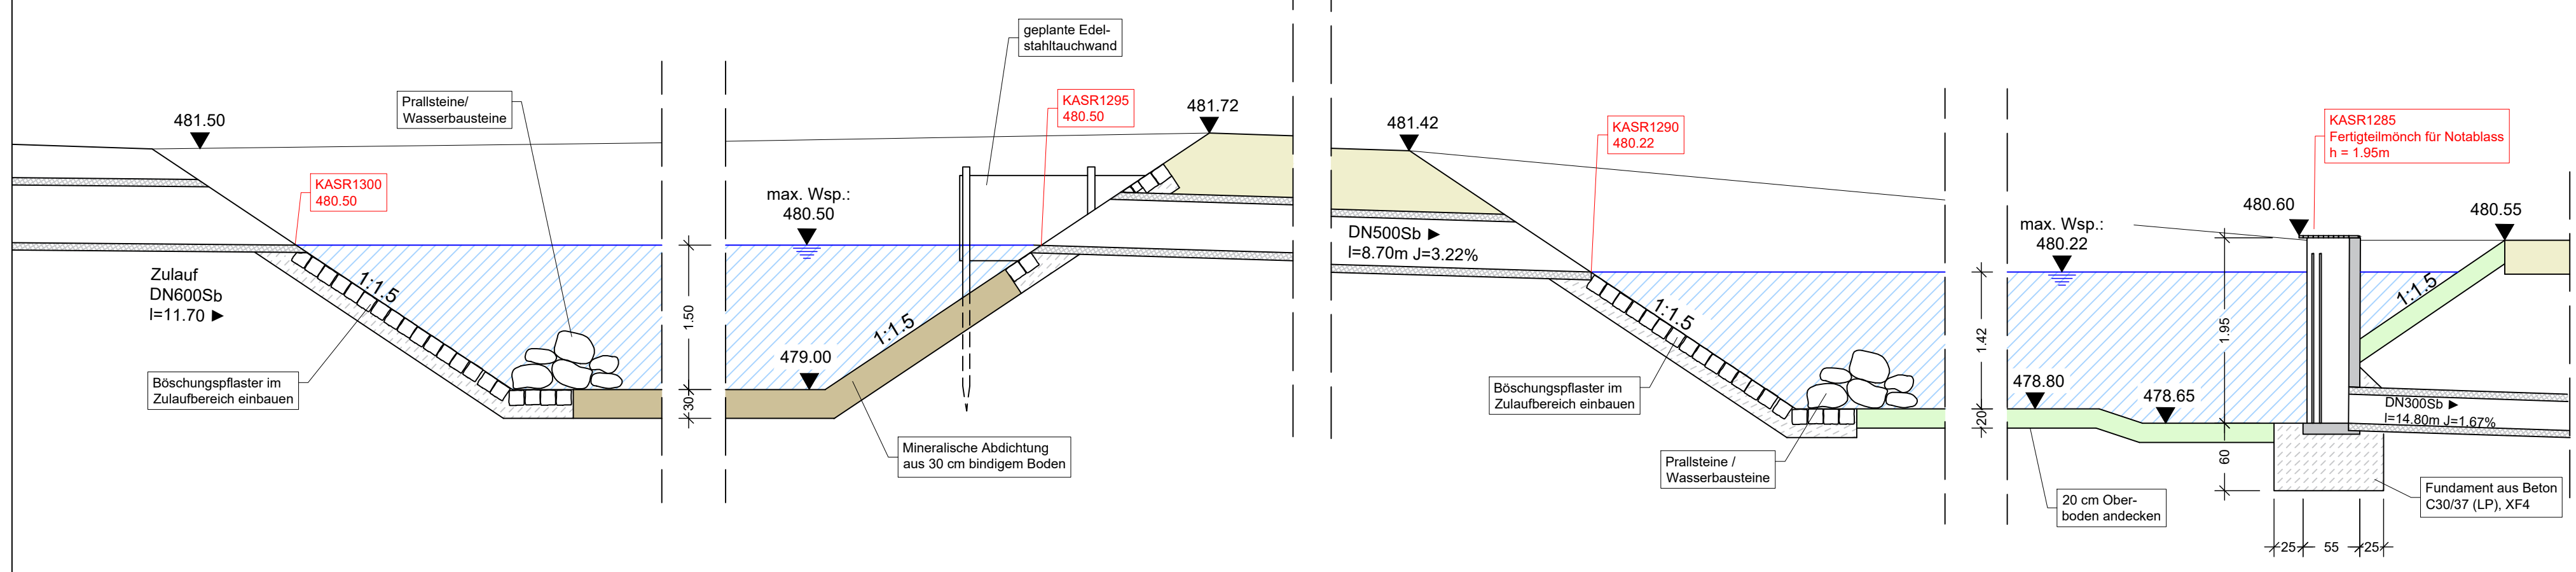 481.50
Prallsteine/
Wasserbausteine
KASR1300
480.50
Zulauf
DN600Sb
l=11.70 ►
1:1.5
Böschungspflaster im
Zulaufbereich einbauen
1.50
30
max. Wsp.:
480.50
479.00
1:1.5
geplante Edel-
stahltauchwand
KASR1295
480.50
481.72
Mineralische Abdichtung
aus 30 cm bindigem Boden
481.42
DN500Sb ►
l=8.70m J=3.22%
KASR1290
480.22
1:1.5
Böschungspflaster im
Zulaufbereich einbauen
Prallsteine /
Wasserbausteine
1.42
20
max. Wsp.:
480.22
478.80
478.65
20 cm Ober-
boden andecken
1.95
60
480.60
KASR1285
Fertigteilmönch für Notablass
h = 1.95m
480.55
1:1.5
DN300Sb ►
l=14.80m J=1.67%
Fundament aus Beton
C30/37 (LP), XF4
25
55
25